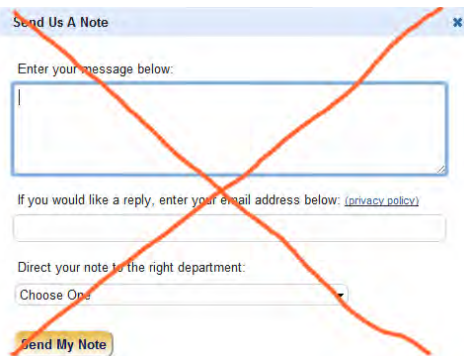 Send Us A Note
Enter your message below:
If you would like a reply, enter your email address below: (privacy policy)
Direct your note to the right department:
Choose One
Send My Note